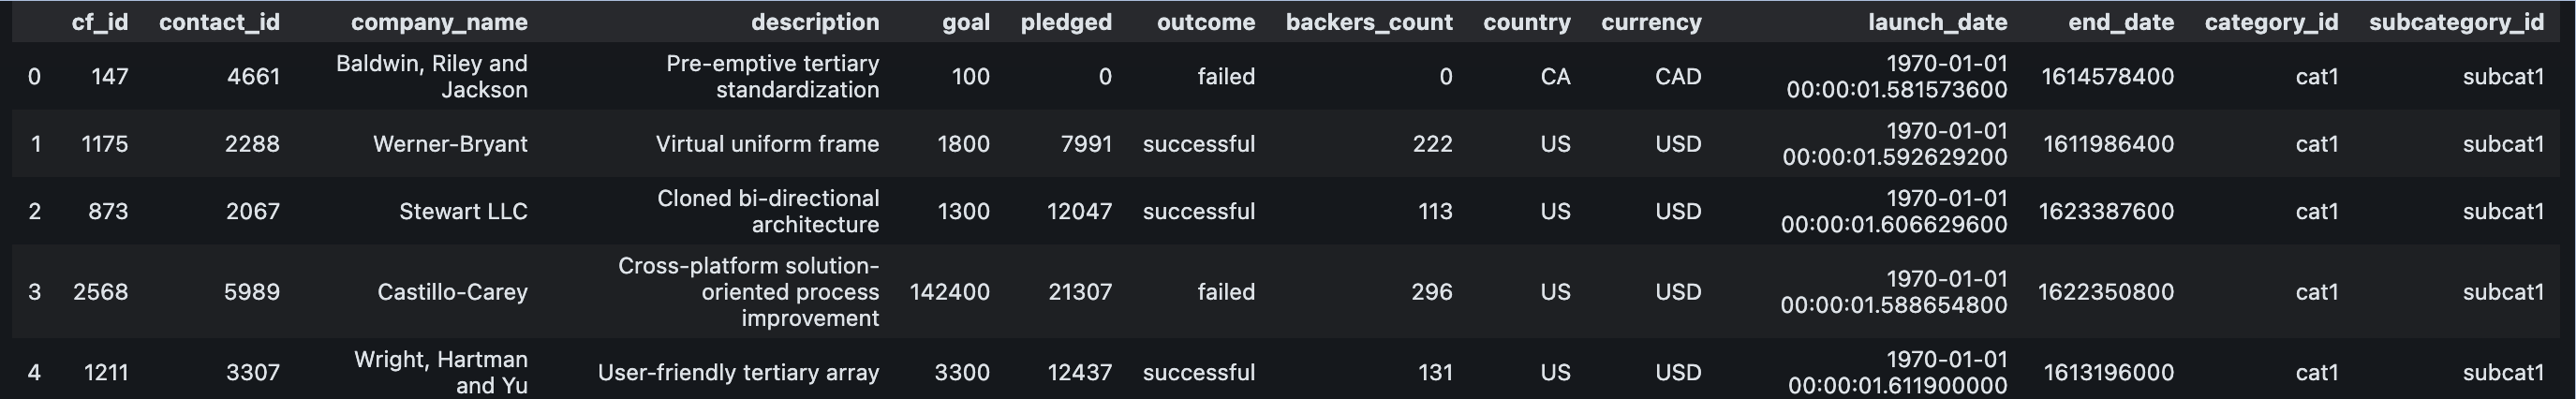 cf_id contact_id company_name description goal pledged outcome backers_count country currency launch_date end_date category_id subcategory_id
0 147 4661 Baldwin, Riley and Jackson Pre-emptive tertiary standardization 100 0 failed 0 CA CAD 1970-01-01 00:00:01.581573600 1614578400 cat1 subcat1
1 1175 2288 Werner-Bryant Virtual uniform frame 1800 7991 successful 222 US USD 1970-01-01 00:00:01.592629200 1611986400 cat1 subcat1
2 873 2067 Stewart LLC Cloned bi-directional architecture 1300 12047 successful 113 US USD 1970-01-01 00:00:01.606629600 1623387600 cat1 subcat1
3 2568 5989 Castillo-Carey Cross-platform solution-oriented process improvement 142400 21307 failed 296 US USD 1970-01-01 00:00:01.588654800 1622350800 cat1 subcat1
4 1211 3307 Wright, Hartman and Yu User-friendly tertiary array 3300 12437 successful 131 US USD 1970-01-01 00:00:01.611900000 1613196000 cat1 subcat1